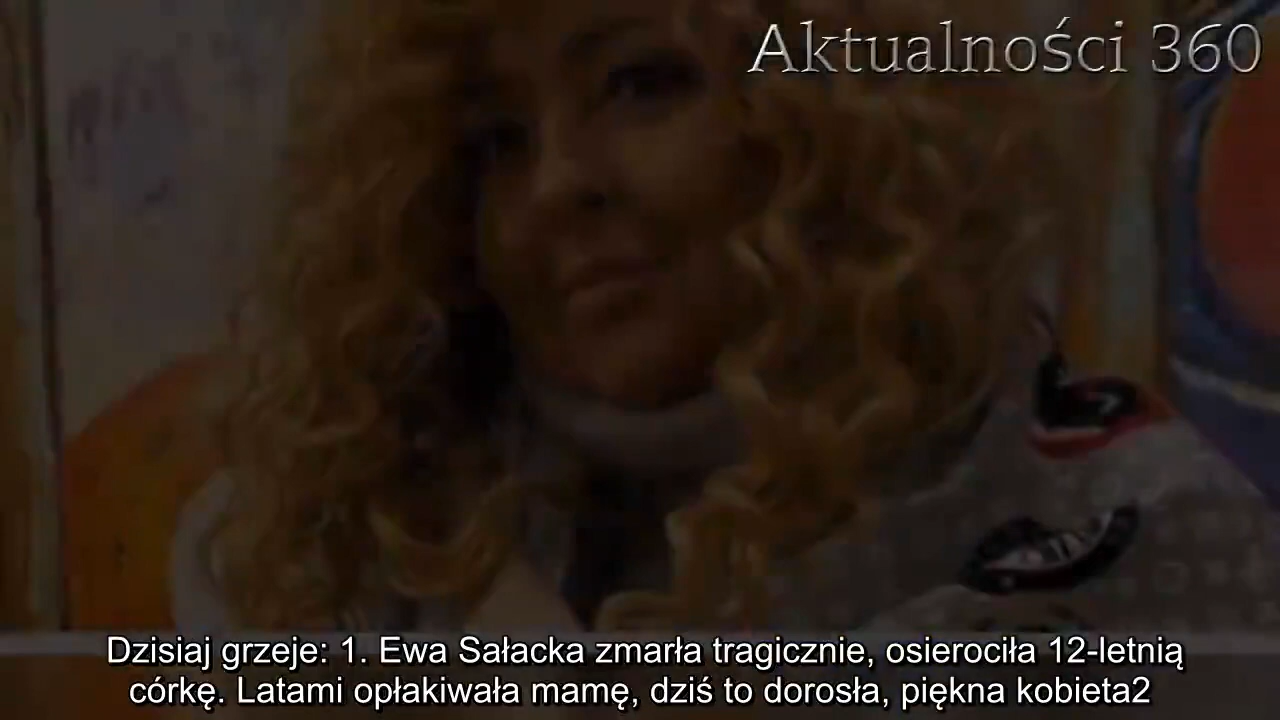 Aktualności 360
Dzisiaj grzeje: 1. Ewa Sałacka zmarła tragicznie, osierociła 12-letnią
córkę. Latami opłakiwała mamę, dziś to dorosła, piękna kobieta2